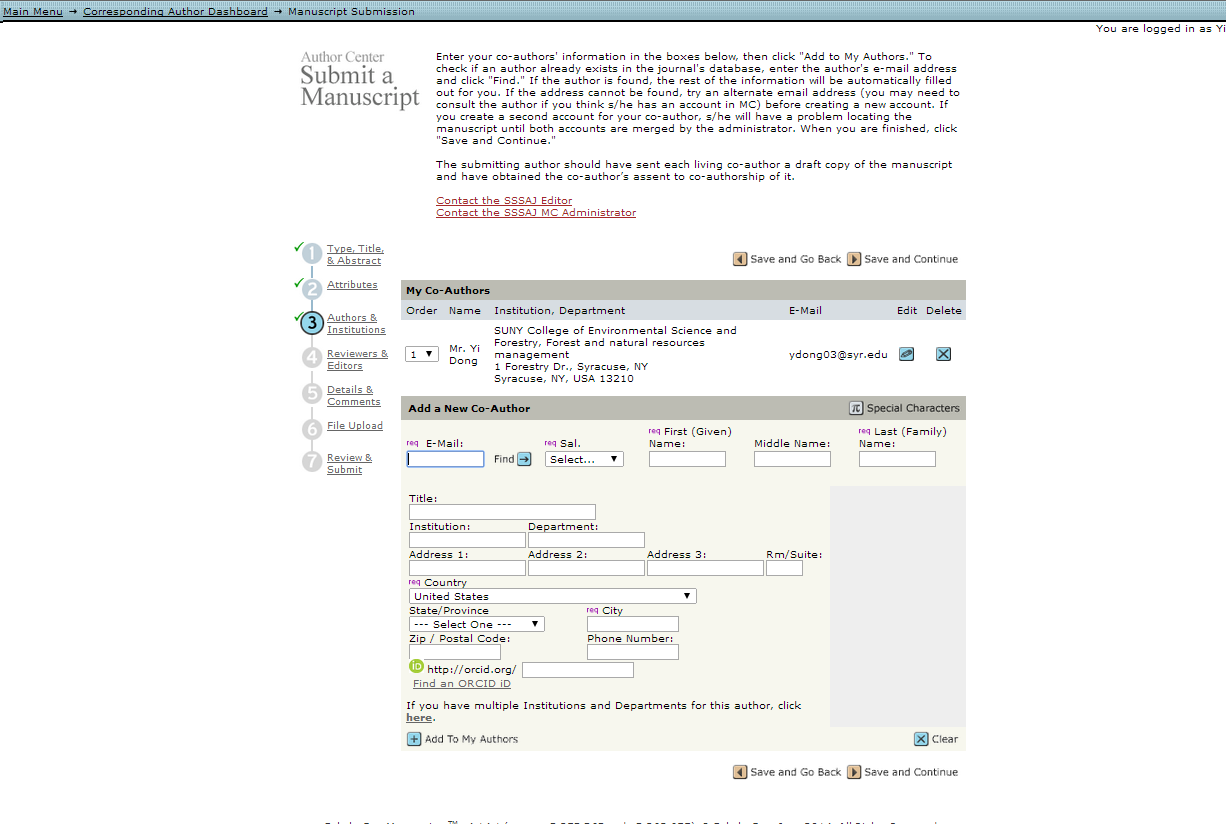 Main Menu → Corresponding Author Dashboard → Manuscript Submission
You are logged in as Yi
Author Center
Submit a
Manuscript
Enter your co-authors' information in the boxes below, then click "Add to My Authors." To
check if an author already exists in the journal's database, enter the author's e-mail address
and click "Find." If the author is found, the rest of the information will be automatically filled
out for you. If the address cannot be found, try an alternate email address (you may need to
consult the author if you think s/he has an account in MC) before creating a new account. If
you create a second account for your co-author, s/he will have a problem locating the
manuscript until both accounts are merged by the administrator. When you are finished, click
"Save and Continue."
The submitting author should have sent each living co-author a draft copy of the manuscript
and have obtained the co-author's assent to co-authorship of it.
Contact the SSSAJ Editor
Contact the SSSAJ MC Administrator
1 Type, Title,
& Abstract
2 Attributes
3 Authors &
Institutions
4 Reviewers &
Editors
5 Details &
Comments
6 File Upload
7 Review &
Submit
Save and Go Back Save and Continue
My Co-Authors
Order Name Institution, Department E-Mail Edit Delete
1 Mr. Yi
Dong
SUNY College of Environmental Science and
Forestry, Forest and natural resources
management
1 Forestry Dr., Syracuse, NY
Syracuse, NY, USA 13210
ydong03@syr.edu
Add a New Co-Author π Special Characters
req E-Mail: Find req Sal. Select...
req First (Given)
Name:
Middle Name:
req Last (Family)
Name:
Title:
Institution: Department:
Address 1: Address 2: Address 3: Rm/Suite:
req Country
United States
State/Province req City
--- Select One ---
Zip / Postal Code: Phone Number:
iD http://orcid.org/
Find an ORCID iD
If you have multiple Institutions and Departments for this author, click
here.
Add To My Authors Clear
Save and Go Back Save and Continue